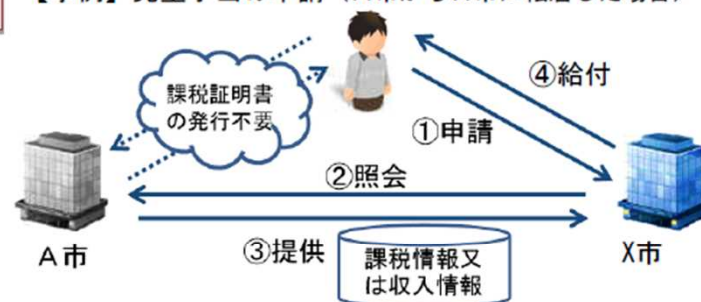 課税証明書
の発行不要
④給付
①申請
②照会
A市
③提供
課税情報又
は収入情報
X市